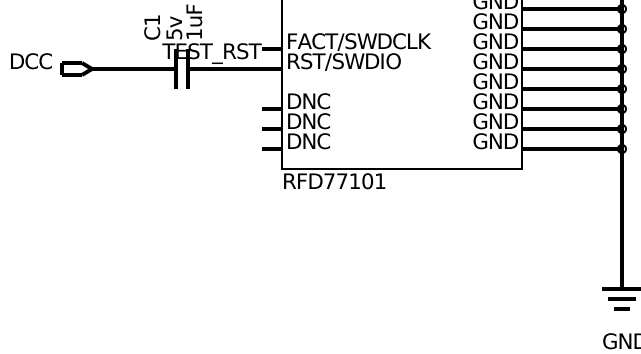 C1
5v
1uF
DCC
TEST_RST
FACT/SWDCLK
RST/SWDIO
DNC
DNC
DNC
GND
GND
GND
GND
GND
GND
GND
GND
RFD77101
GND